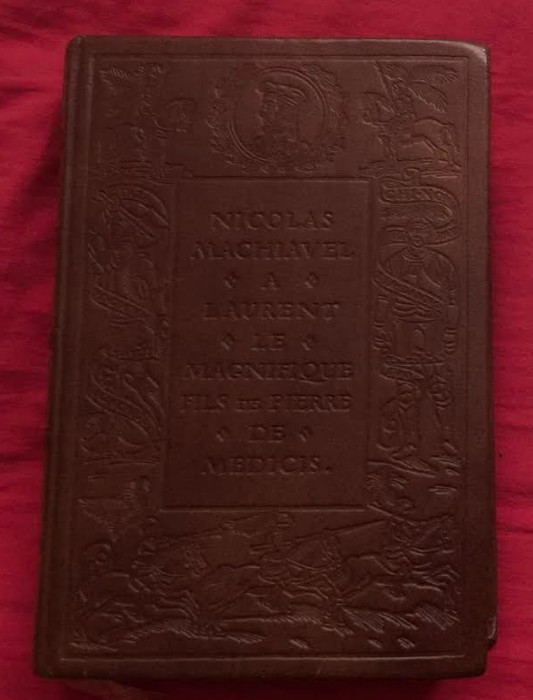 NICOLAS
MACHIAVEL
A
LAURENT
LE
MAGNIFIQUE
FILS DE PIERRE
DE
MEDICIS.